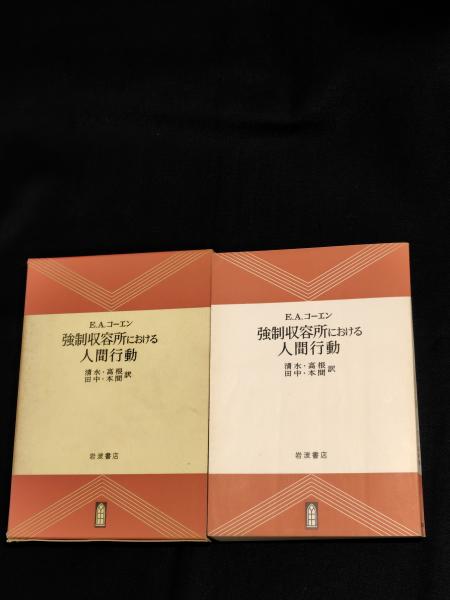 E.A.コーエン
強制収容所における
人間行動
清水・高根
田中・本間 訳
岩波書店
E.A.コーエン
強制収容所における
人間行動
清水・高根
田中・本間 訳
岩波書店